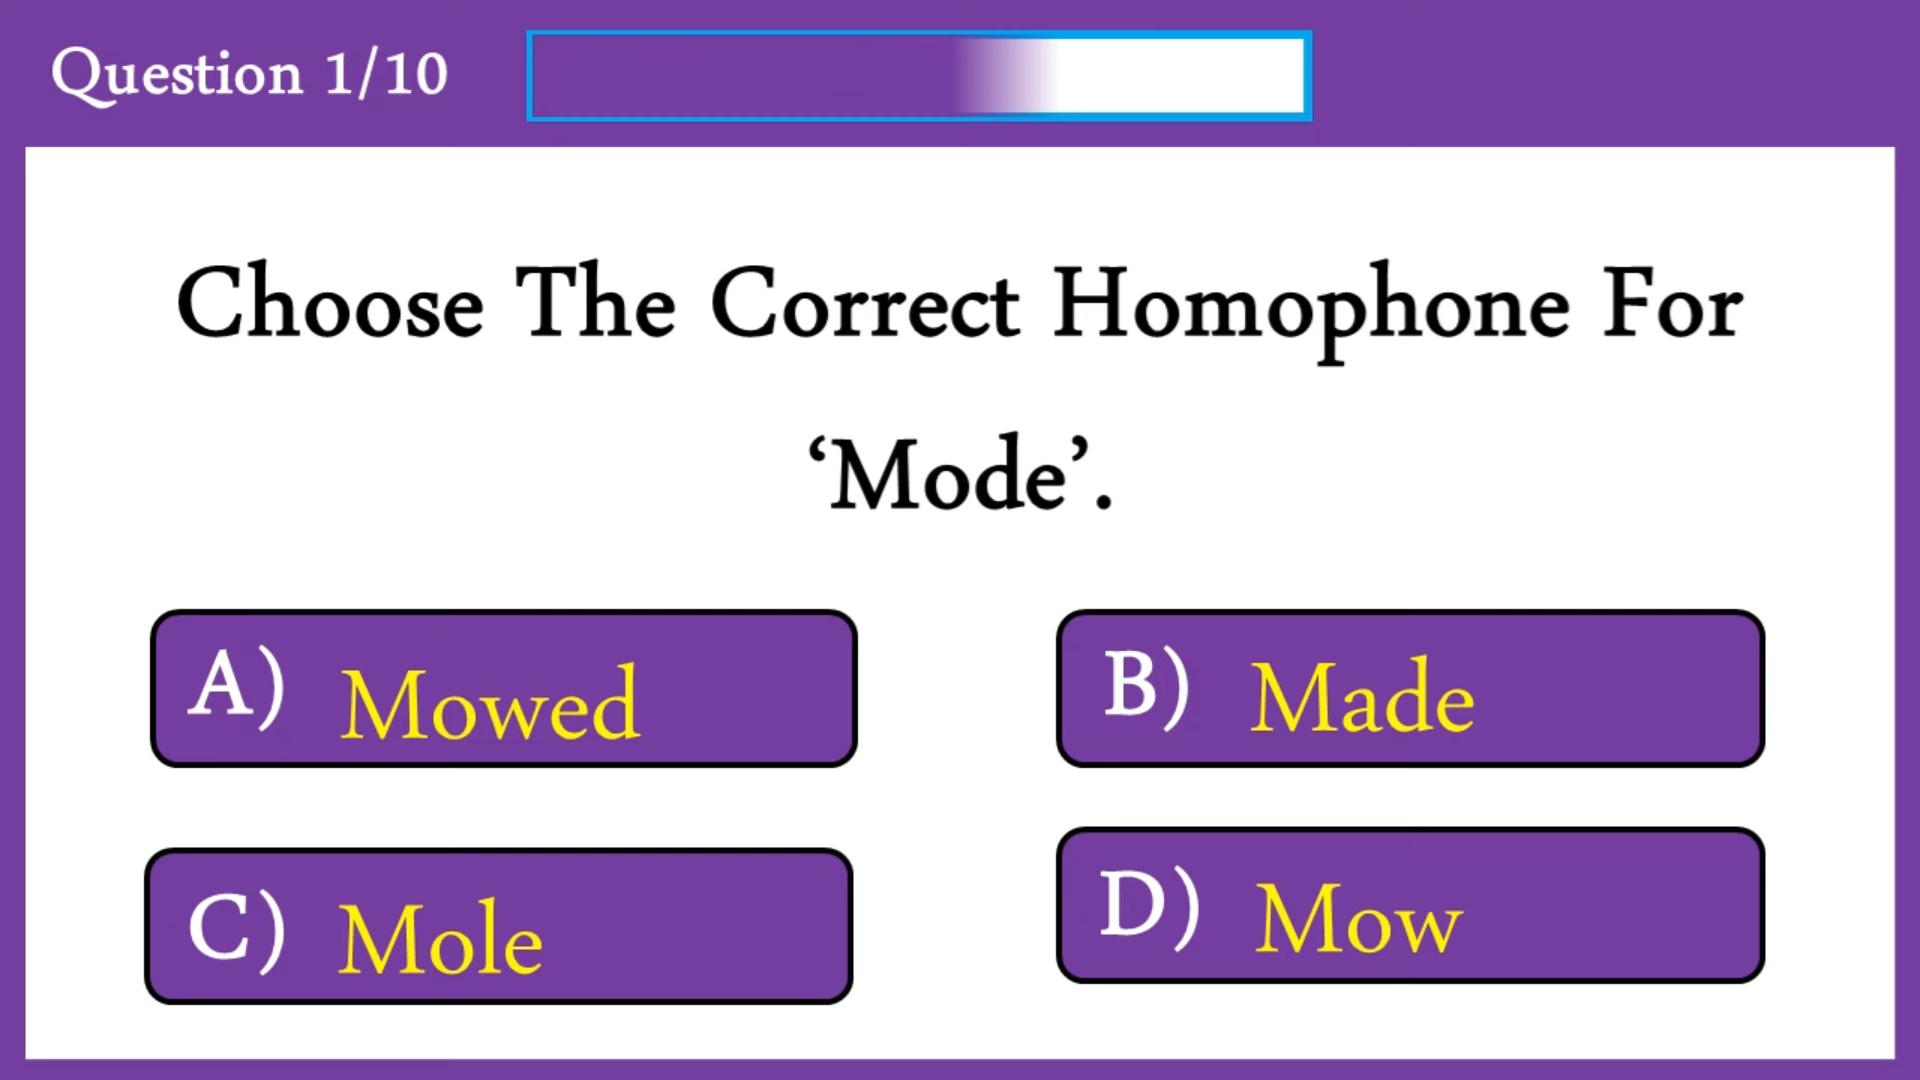 Question 1/10
Choose The Correct Homophone For
‘Mode’.
A) Mowed
B) Made
C) Mole
D) Mow